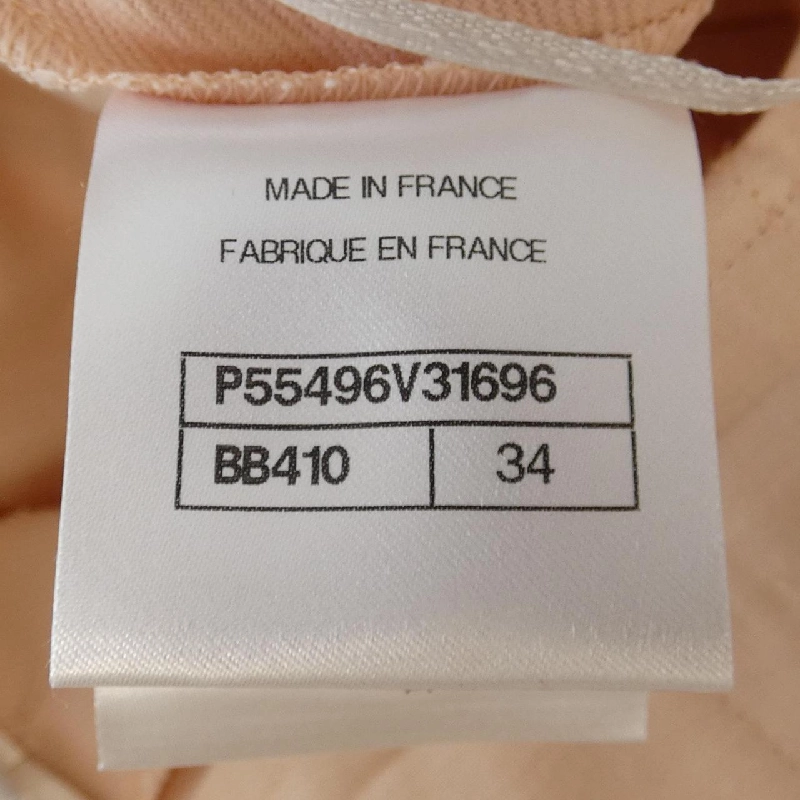 MADE IN FRANCE
FABRIQUE EN FRANCE
P55496V31696
BB410 34